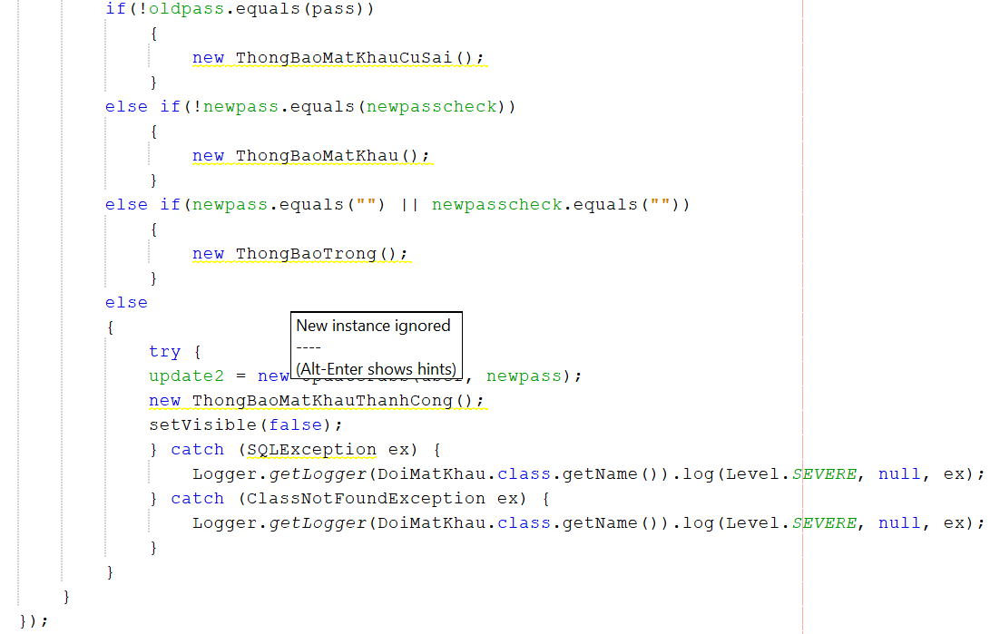 if(!oldpass.equals(pass))
{
new ThongBaoMatKhauCuSai();
}
else if(!newpass.equals(newpasscheck))
{
new ThongBaoMatKhau();
}
else if(newpass.equals("") || newpasscheck.equals(""))
{
new ThongBaoTrong();
}
else
{
New instance ignored
----
(Alt-Enter shows hints)
try {
update2 = new , newpass);
new ThongBaoMatKhauThanhCong();
setVisible(false);
} catch (SQLException ex) {
Logger.getLogger(DoiMatKhau.class.getName()).log(Level.SEVERE, null, ex);
} catch (ClassNotFoundException ex) {
Logger.getLogger(DoiMatKhau.class.getName()).log(Level.SEVERE, null, ex);
}
}
}
});